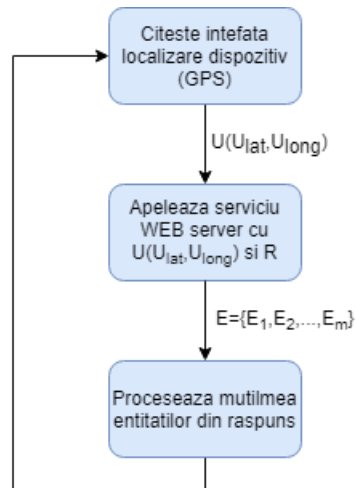 Citeste intefata
localizare dispozitiv
(GPS)
U(Ulat,Ulong)
Apeleaza serviciu
WEB server cu
U(Ulat,Ulong) si R
E={E1,E2,...,Em}
Proceseaza mutilmea
entitatilor din raspuns